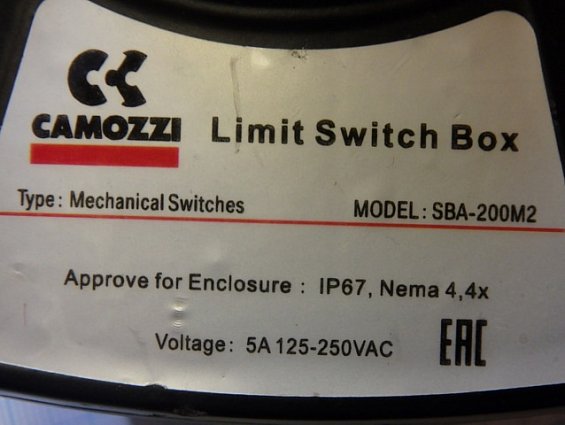 CAMOZZI
Limit Switch Box
Type: Mechanical Switches
MODEL: SBA-200M2
Approve for Enclosure : IP67, Nema 4,4x
Voltage: 5A 125-250VAC
EAC